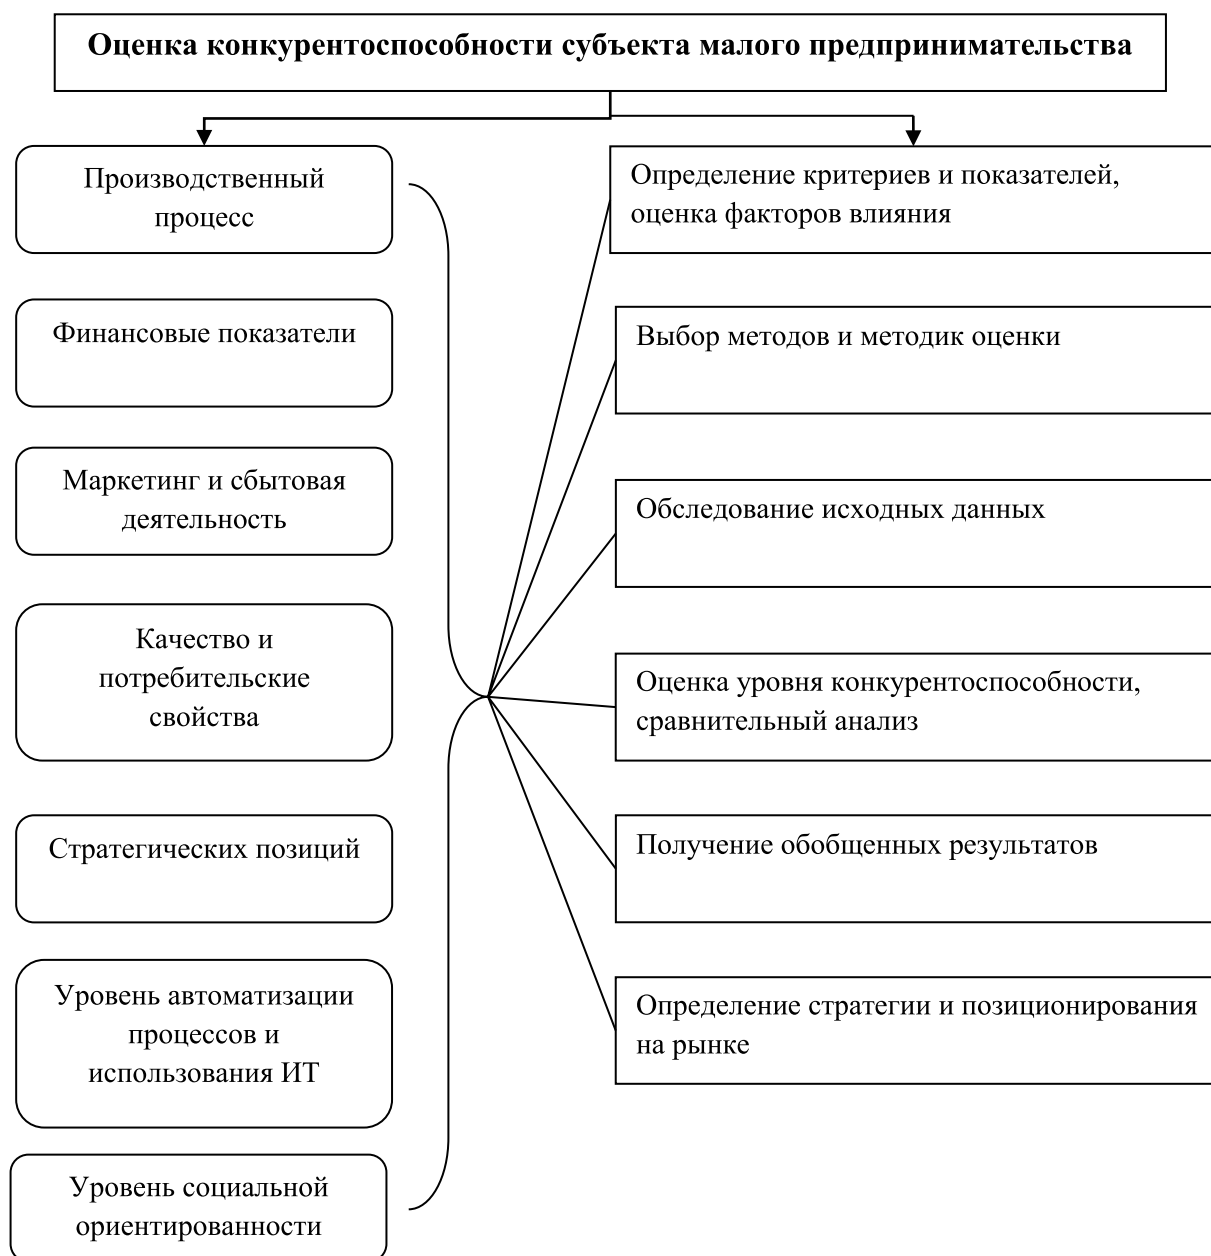 Оценка конкурентоспособности субъекта малого предпринимательства
Производственный
процесс
Финансовые показатели
Маркетинг и сбытовая
деятельность
Качество и
потребительские
свойства
Стратегических позиций
Уровень автоматизации
процессов и
использования ИТ
Уровень социальной
ориентированности
Определение критериев и показателей,
оценка факторов влияния
Выбор методов и методик оценки
Обследование исходных данных
Оценка уровня конкурентоспособности,
сравнительный анализ
Получение обобщенных результатов
Определение стратегии и позиционирования
на рынке